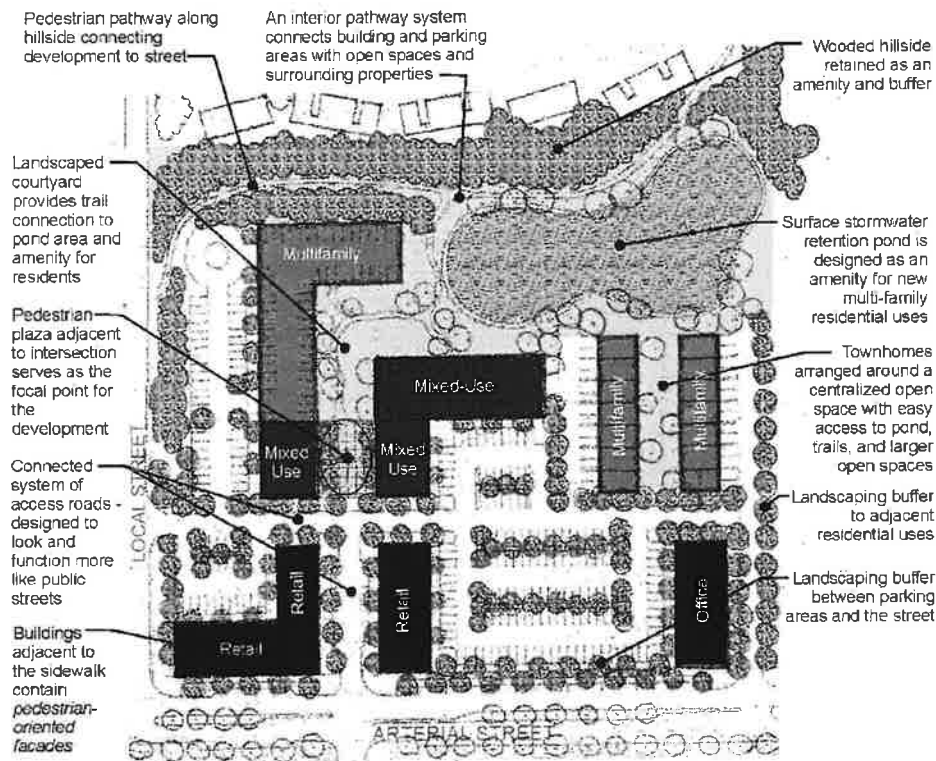 Pedestrian pathway along
hillside connecting
development to street
An interior pathway system
connects building and parking
areas with open spaces and
surrounding properties
Wooded hillside
retained as an
amenity and buffer
Landscaped
courtyard
provides trail
connection to
pond area and
amenity for
residents
Multifamily
Surface stormwater
retention pond is
designed as an
amenity for new
multi-family
residential uses
Pedestrian
plaza adjacent
to intersection
serves as the
focal point for
the
development
Mixed-Use
Mixed
Use
Mixed
Use
Multifamily
Multifamily
Townhomes
arranged around a
centralized open
space with easy
access to pond,
trails, and larger
open spaces
LOCAL STREET
Connected
system of
access roads -
designed to
look and
function more
like public
streets
Landscaping buffer
to adjacent
residential uses
Retail
Retail
Retail
Office
Landscaping buffer
between parking
areas and the street
Buildings
adjacent to
the sidewalk
contain
pedestrian-
oriented
facades
ARTERIAL STREET